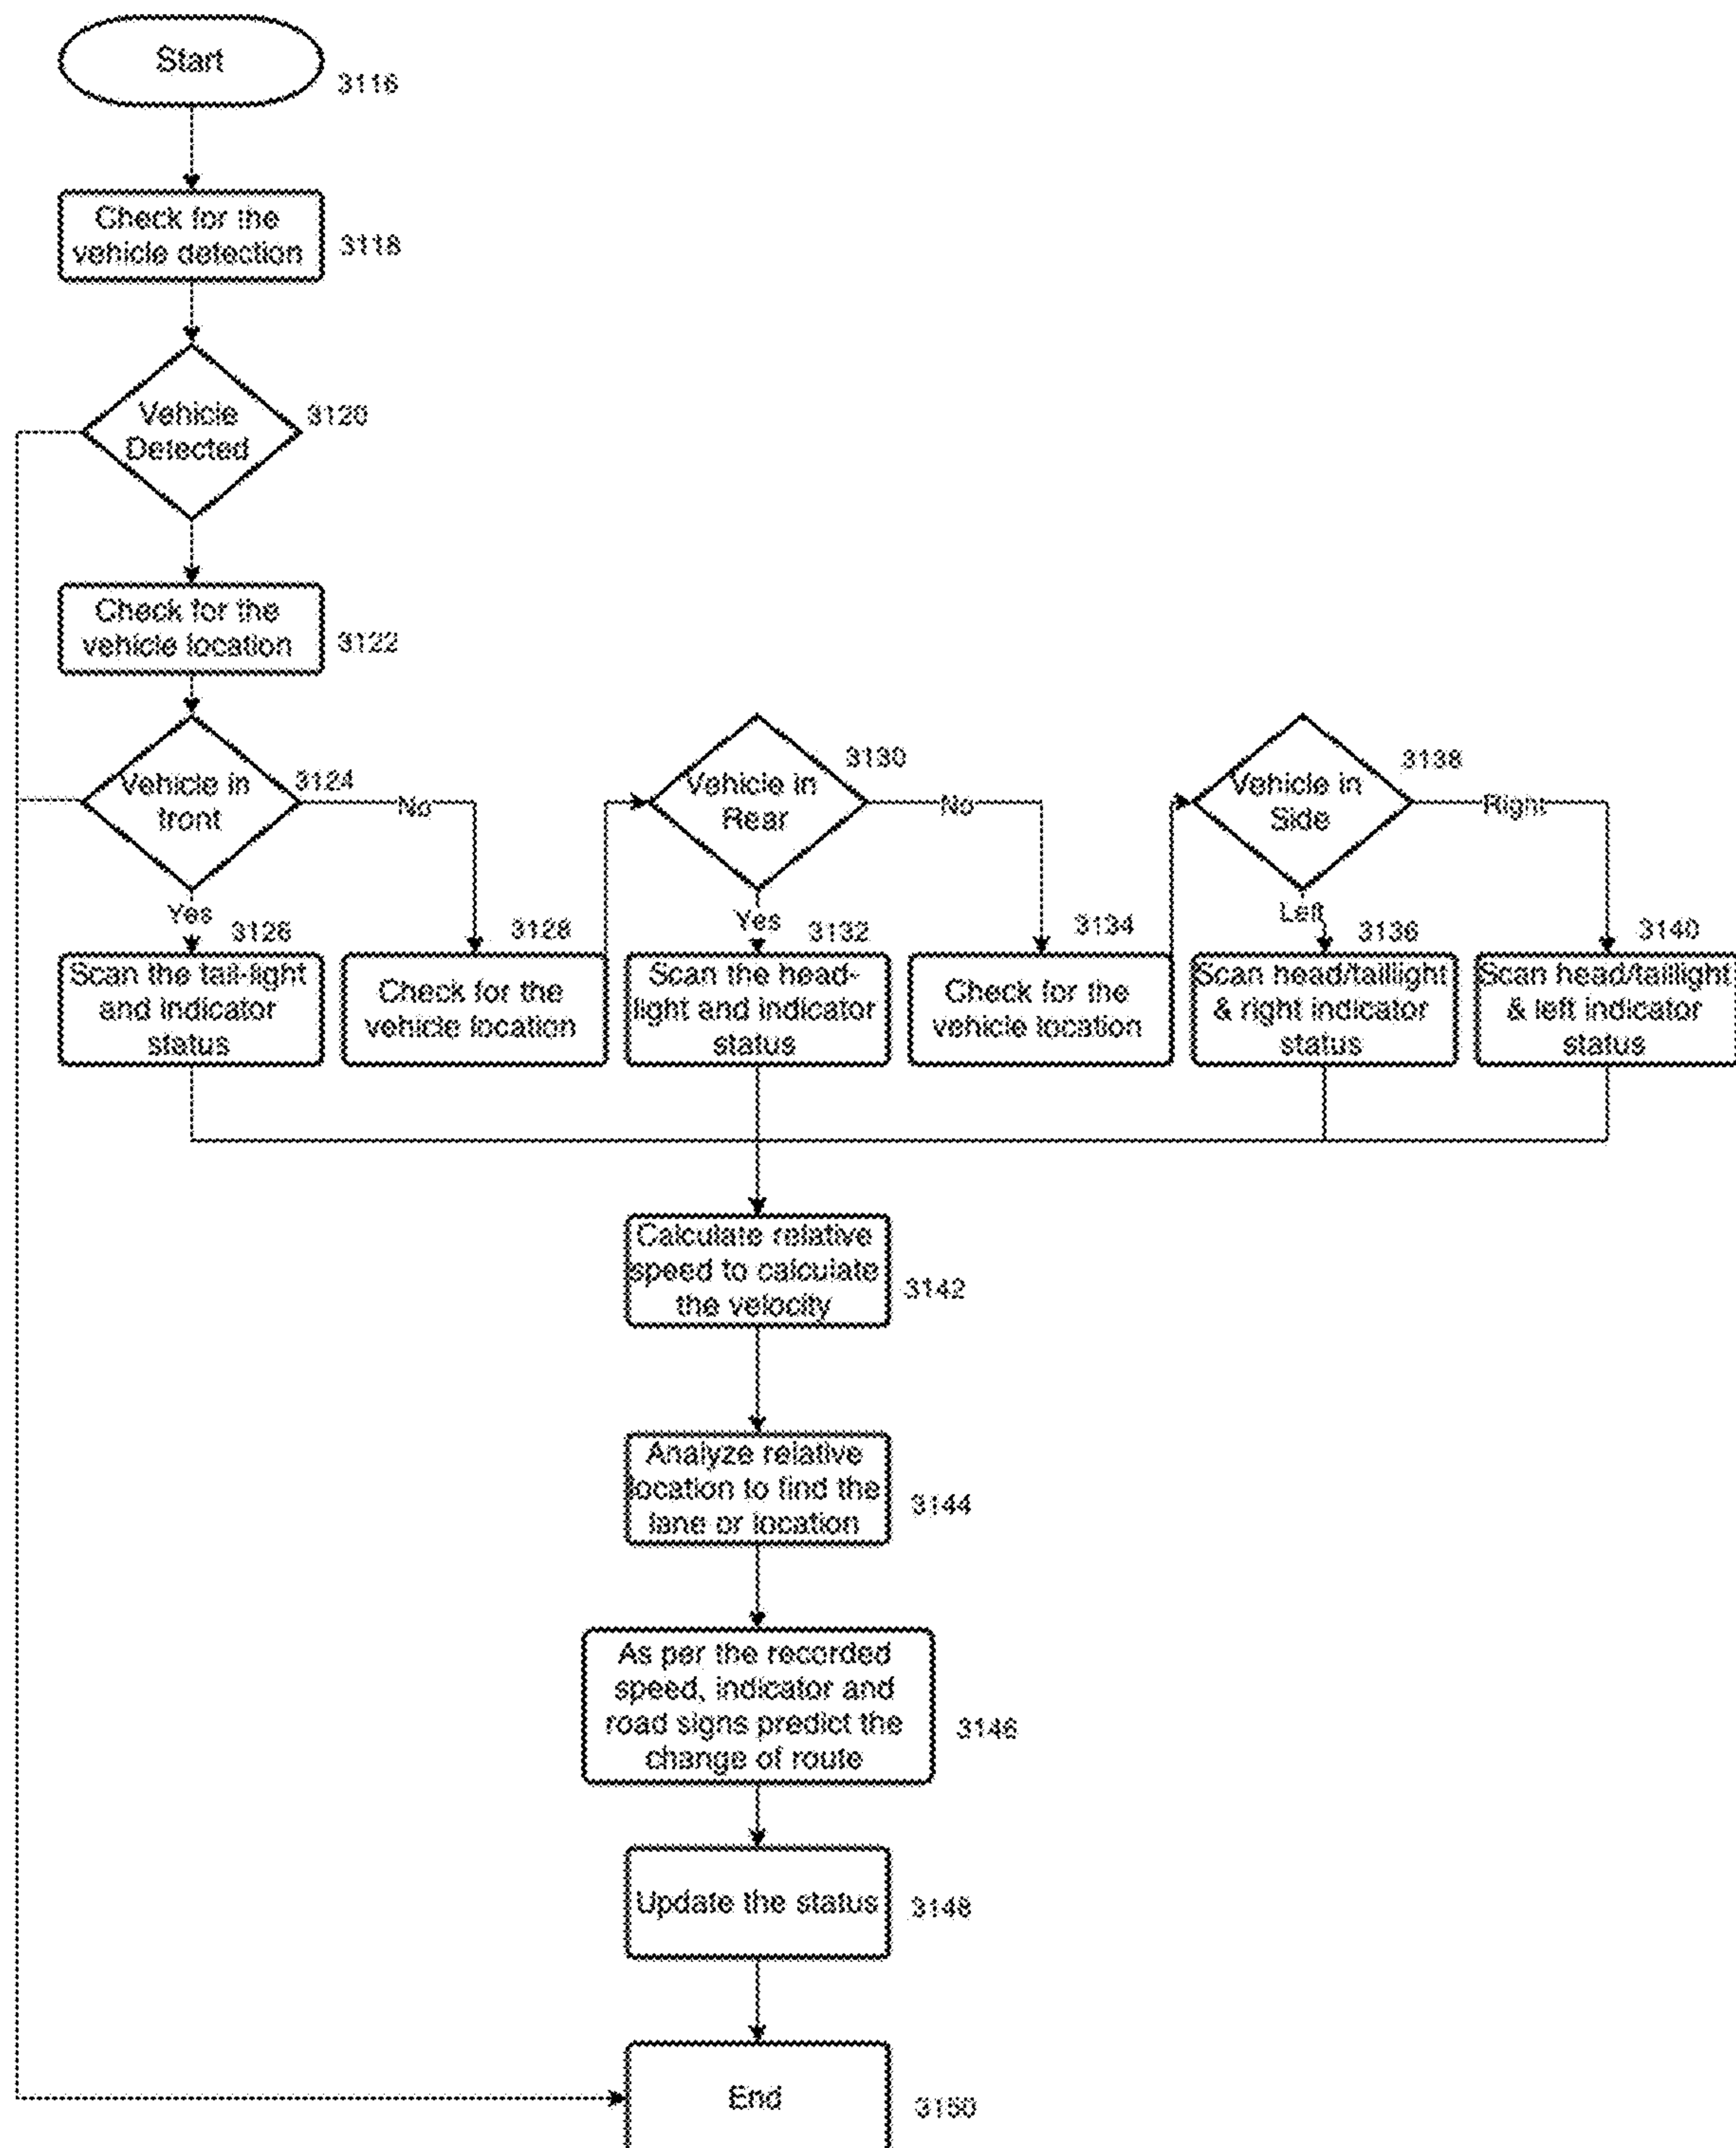 Start
3116
Check for the
vehicle detection
3118
Vehicle
Detected
3120
Check for the
vehicle location
3122
Vehicle in
front
3124
No
Vehicle in
Rear
3130
No
Vehicle in
Side
3138
Right
Yes
3126
Scan the tail-light
and indicator
status
3128
Check for the
vehicle location
Yes
3132
Scan the head-
light and indicator
status
3134
Check for the
vehicle location
Left
3136
Scan head/taillight
& right indicator
status
3140
Scan head/taillight
& left indicator
status
Calculate relative
speed to calculate
the velocity
3142
Analyze relative
location to find the
lane or location
3144
As per the recorded
speed, indicator and
road signs predict the
change of route
3146
Update the status
3148
End
3150